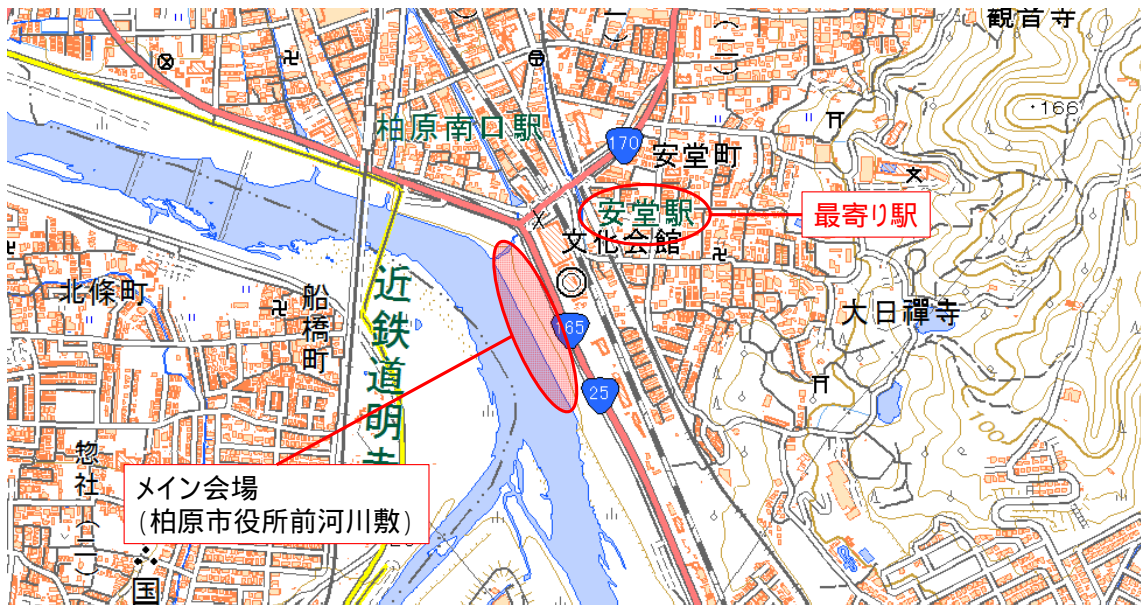 観音寺
166
柏原南口駅
170
安堂町
安堂駅
最寄り駅
文化会館
北條町
船橋町
近鉄道明寺
165
大日禪寺
25
100
惣社(二)
メイン会場
(柏原市役所前河川敷)
国